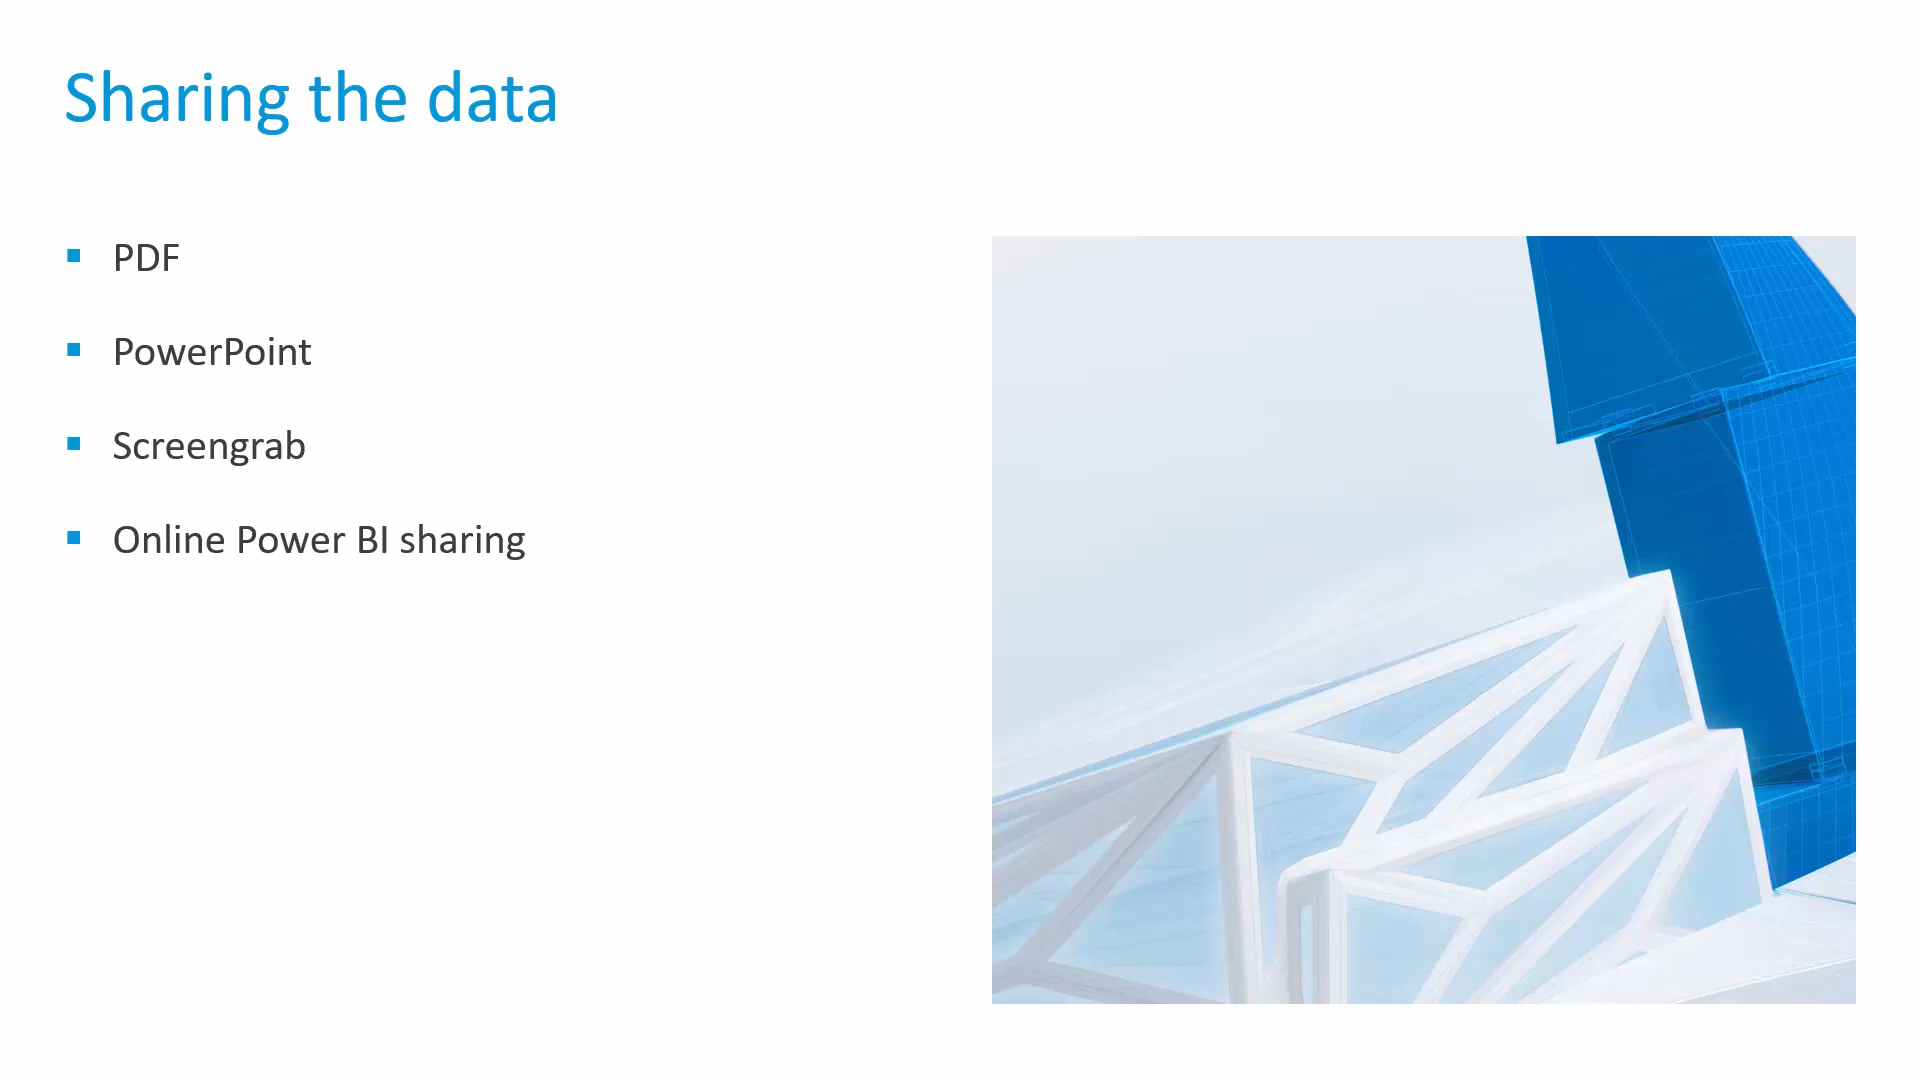 Sharing the data
PDF
PowerPoint
Screengrab
Online Power BI sharing